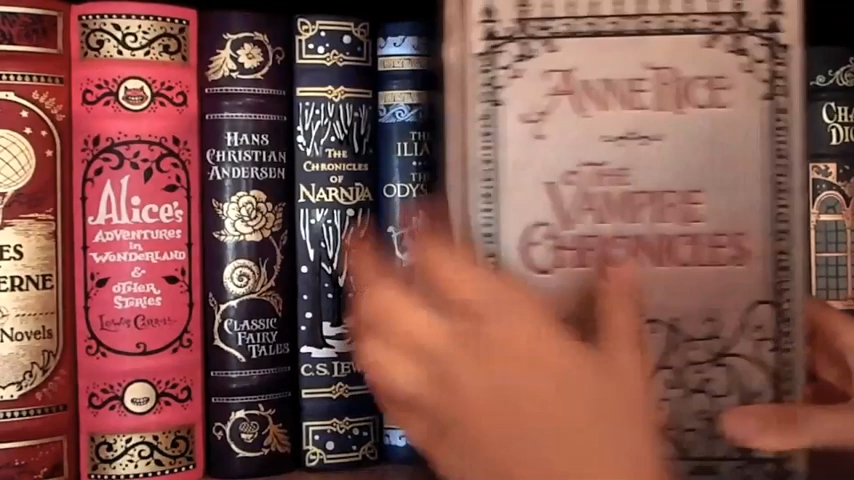 ES
ERNE
Novels
Alice's
ADVENTURES
IN
WONDERLAND
&
OTHER STORIES
Lewis Carroll
HANS
CHRISTIAN
ANDERSEN
CLASSIC
FAIRY
TALES
THE
CHRONICLES
OF
NARNIA
C.S. LEW
THE
ILIA
ODYS
ANNE RICE
THE
VAMPIRE
CHRONICLES
CHA
DI